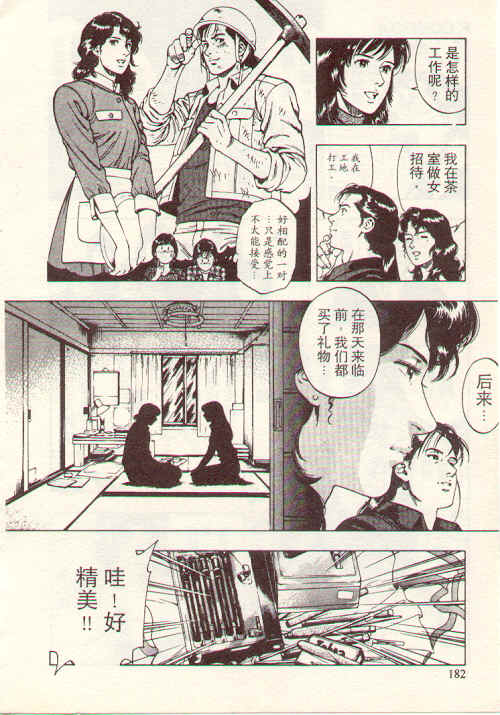 是怎样的
工作呢?
我在茶
室做女
招待。
我在
工地
打工。
好相配的一对
…只是感觉上
不太能接受…
在那天来临
前,我们都
买了礼物…
后来…
哇!好
精美!!
182